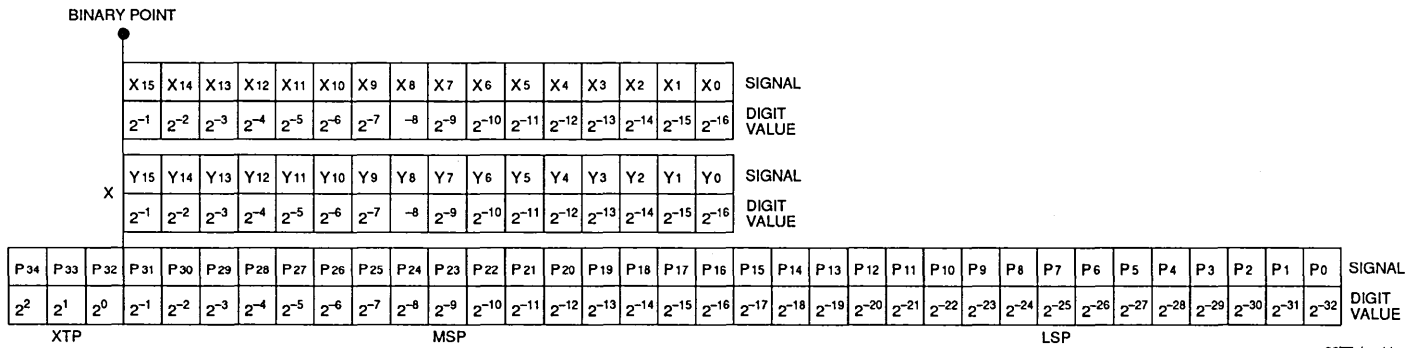 BINARY POINT
X15 X14 X13 X12 X11 X10 X9 X8 X7 X6 X5 X4 X3 X2 X1 X0 SIGNAL
2⁻¹ 2⁻² 2⁻³ 2⁻⁴ 2⁻⁵ 2⁻⁶ 2⁻⁷ -8 2⁻⁹ 2⁻¹⁰ 2⁻¹¹ 2⁻¹² 2⁻¹³ 2⁻¹⁴ 2⁻¹⁵ 2⁻¹⁶ DIGIT VALUE
X
Y15 Y14 Y13 Y12 Y11 Y10 Y9 Y8 Y7 Y6 Y5 Y4 Y3 Y2 Y1 Y0 SIGNAL
2⁻¹ 2⁻² 2⁻³ 2⁻⁴ 2⁻⁵ 2⁻⁶ 2⁻⁷ -8 2⁻⁹ 2⁻¹⁰ 2⁻¹¹ 2⁻¹² 2⁻¹³ 2⁻¹⁴ 2⁻¹⁵ 2⁻¹⁶ DIGIT VALUE
P34 P33 P32 P31 P30 P29 P28 P27 P26 P25 P24 P23 P22 P21 P20 P19 P18 P17 P16 P15 P14 P13 P12 P11 P10 P9 P8 P7 P6 P5 P4 P3 P2 P1 P0 SIGNAL
2² 2¹ 2⁰ 2⁻¹ 2⁻² 2⁻³ 2⁻⁴ 2⁻⁵ 2⁻⁶ 2⁻⁷ 2⁻⁸ 2⁻⁹ 2⁻¹⁰ 2⁻¹¹ 2⁻¹² 2⁻¹³ 2⁻¹⁴ 2⁻¹⁵ 2⁻¹⁶ 2⁻¹⁷ 2⁻¹⁸ 2⁻¹⁹ 2⁻²⁰ 2⁻²¹ 2⁻²² 2⁻²³ 2⁻²⁴ 2⁻²⁵ 2⁻²⁶ 2⁻²⁷ 2⁻²⁸ 2⁻²⁹ 2⁻³⁰ 2⁻³¹ 2⁻³² DIGIT VALUE
XTP MSP LSP